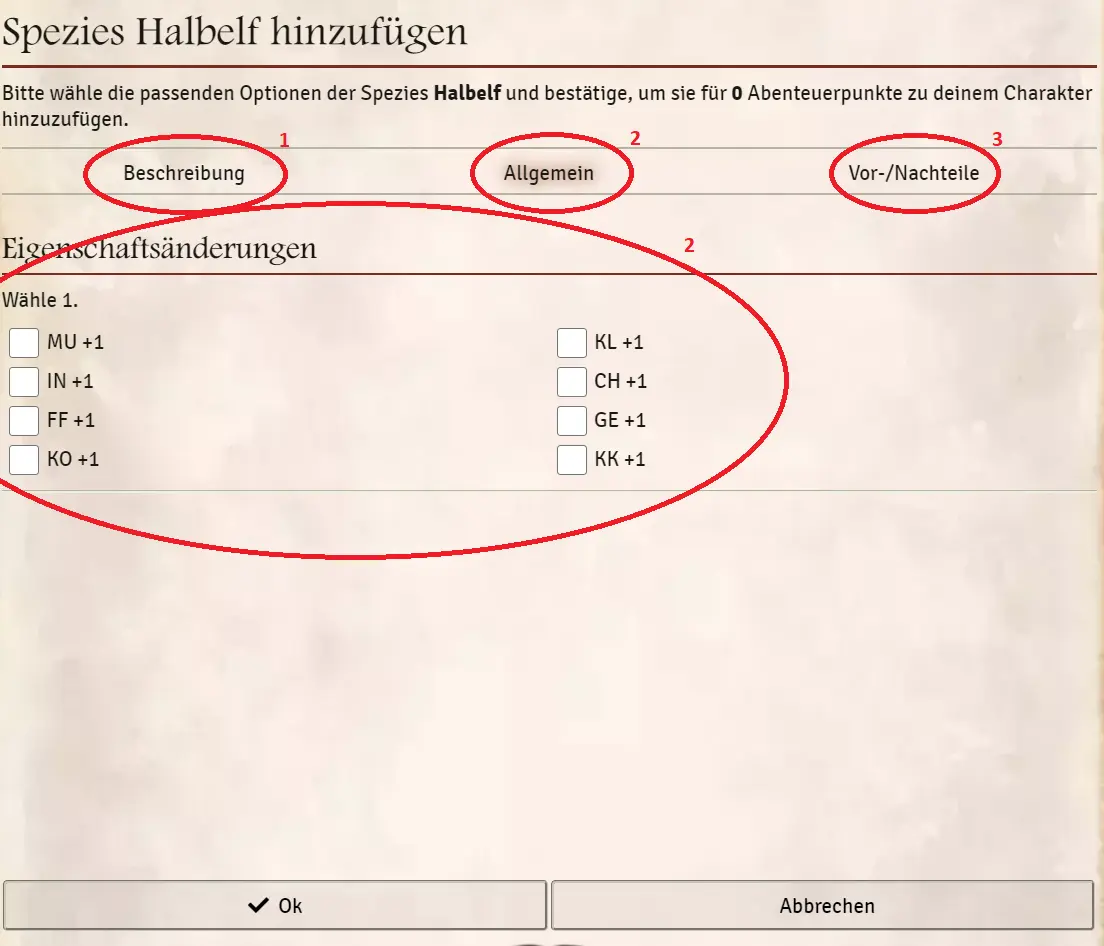 Spezies Halbelf hinzufügen
Bitte wähle die passenden Optionen der Spezies Halbelf und bestätige, um sie für 0 Abenteuerpunkte zu deinem Charakter
hinzuzufügen.
1 2 3
Beschreibung Allgemein Vor-/Nachteile
Eigenschaftsänderungen 2
Wähle 1.
MU +1 KL +1
IN +1 CH +1
FF +1 GE +1
KO +1 KK +1
Ok Abbrechen